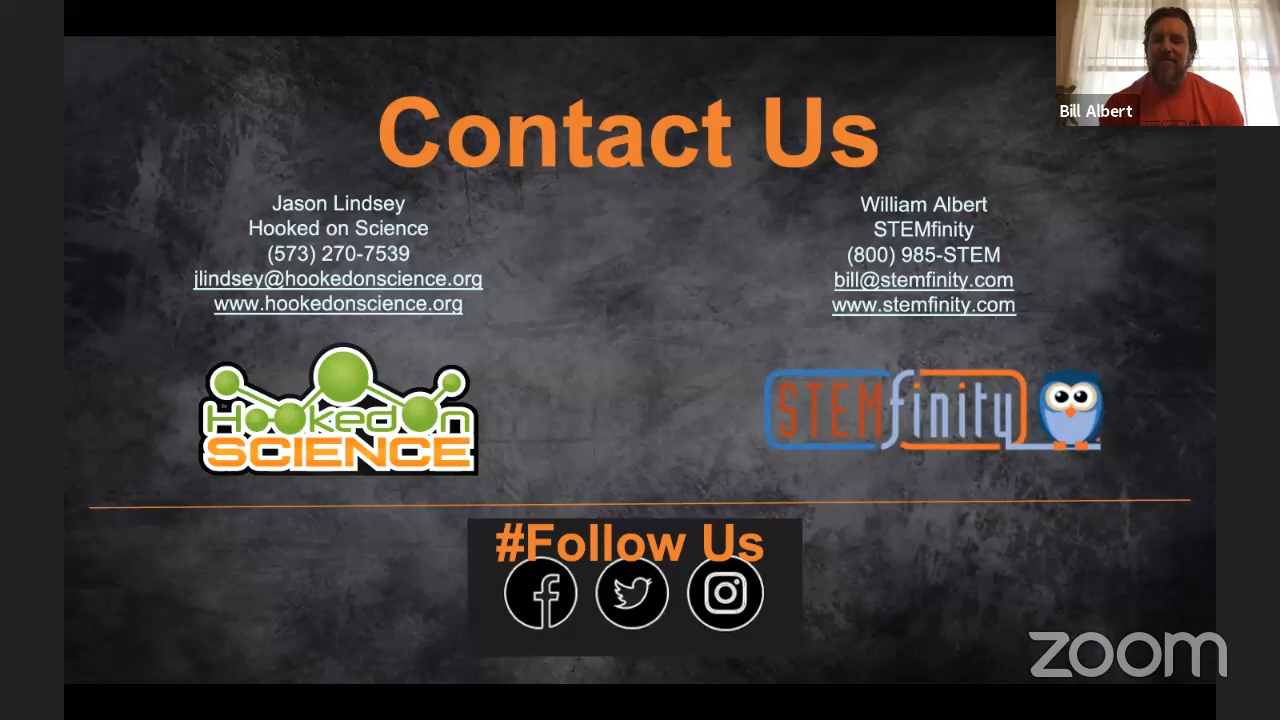 Contact Us
Bill Albert
Jason Lindsey
Hooked on Science
(573) 270-7539
jlindsey@hookedonscience.org
www.hookedonscience.org
William Albert
STEMfinity
(800) 985-STEM
bill@stemfinity.com
www.stemfinity.com
Hooked On
SCIENCE
STEMfinity
#Follow Us
zoom